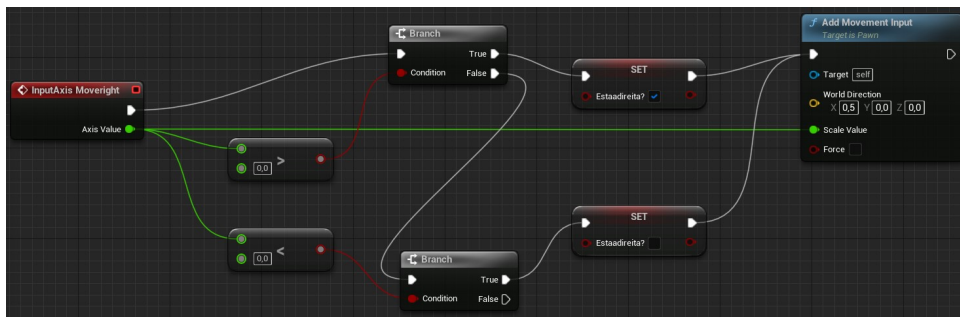 InputAxis Moveright
Axis Value
0,0 >
0,0 <
Branch
True
Condition False
Branch
True
Condition False
SET
Estaadireita?
SET
Estaadireita?
f Add Movement Input
Target is Pawn
Target self
World Direction
X 0,5 Y 0,0 Z 0,0
Scale Value
Force